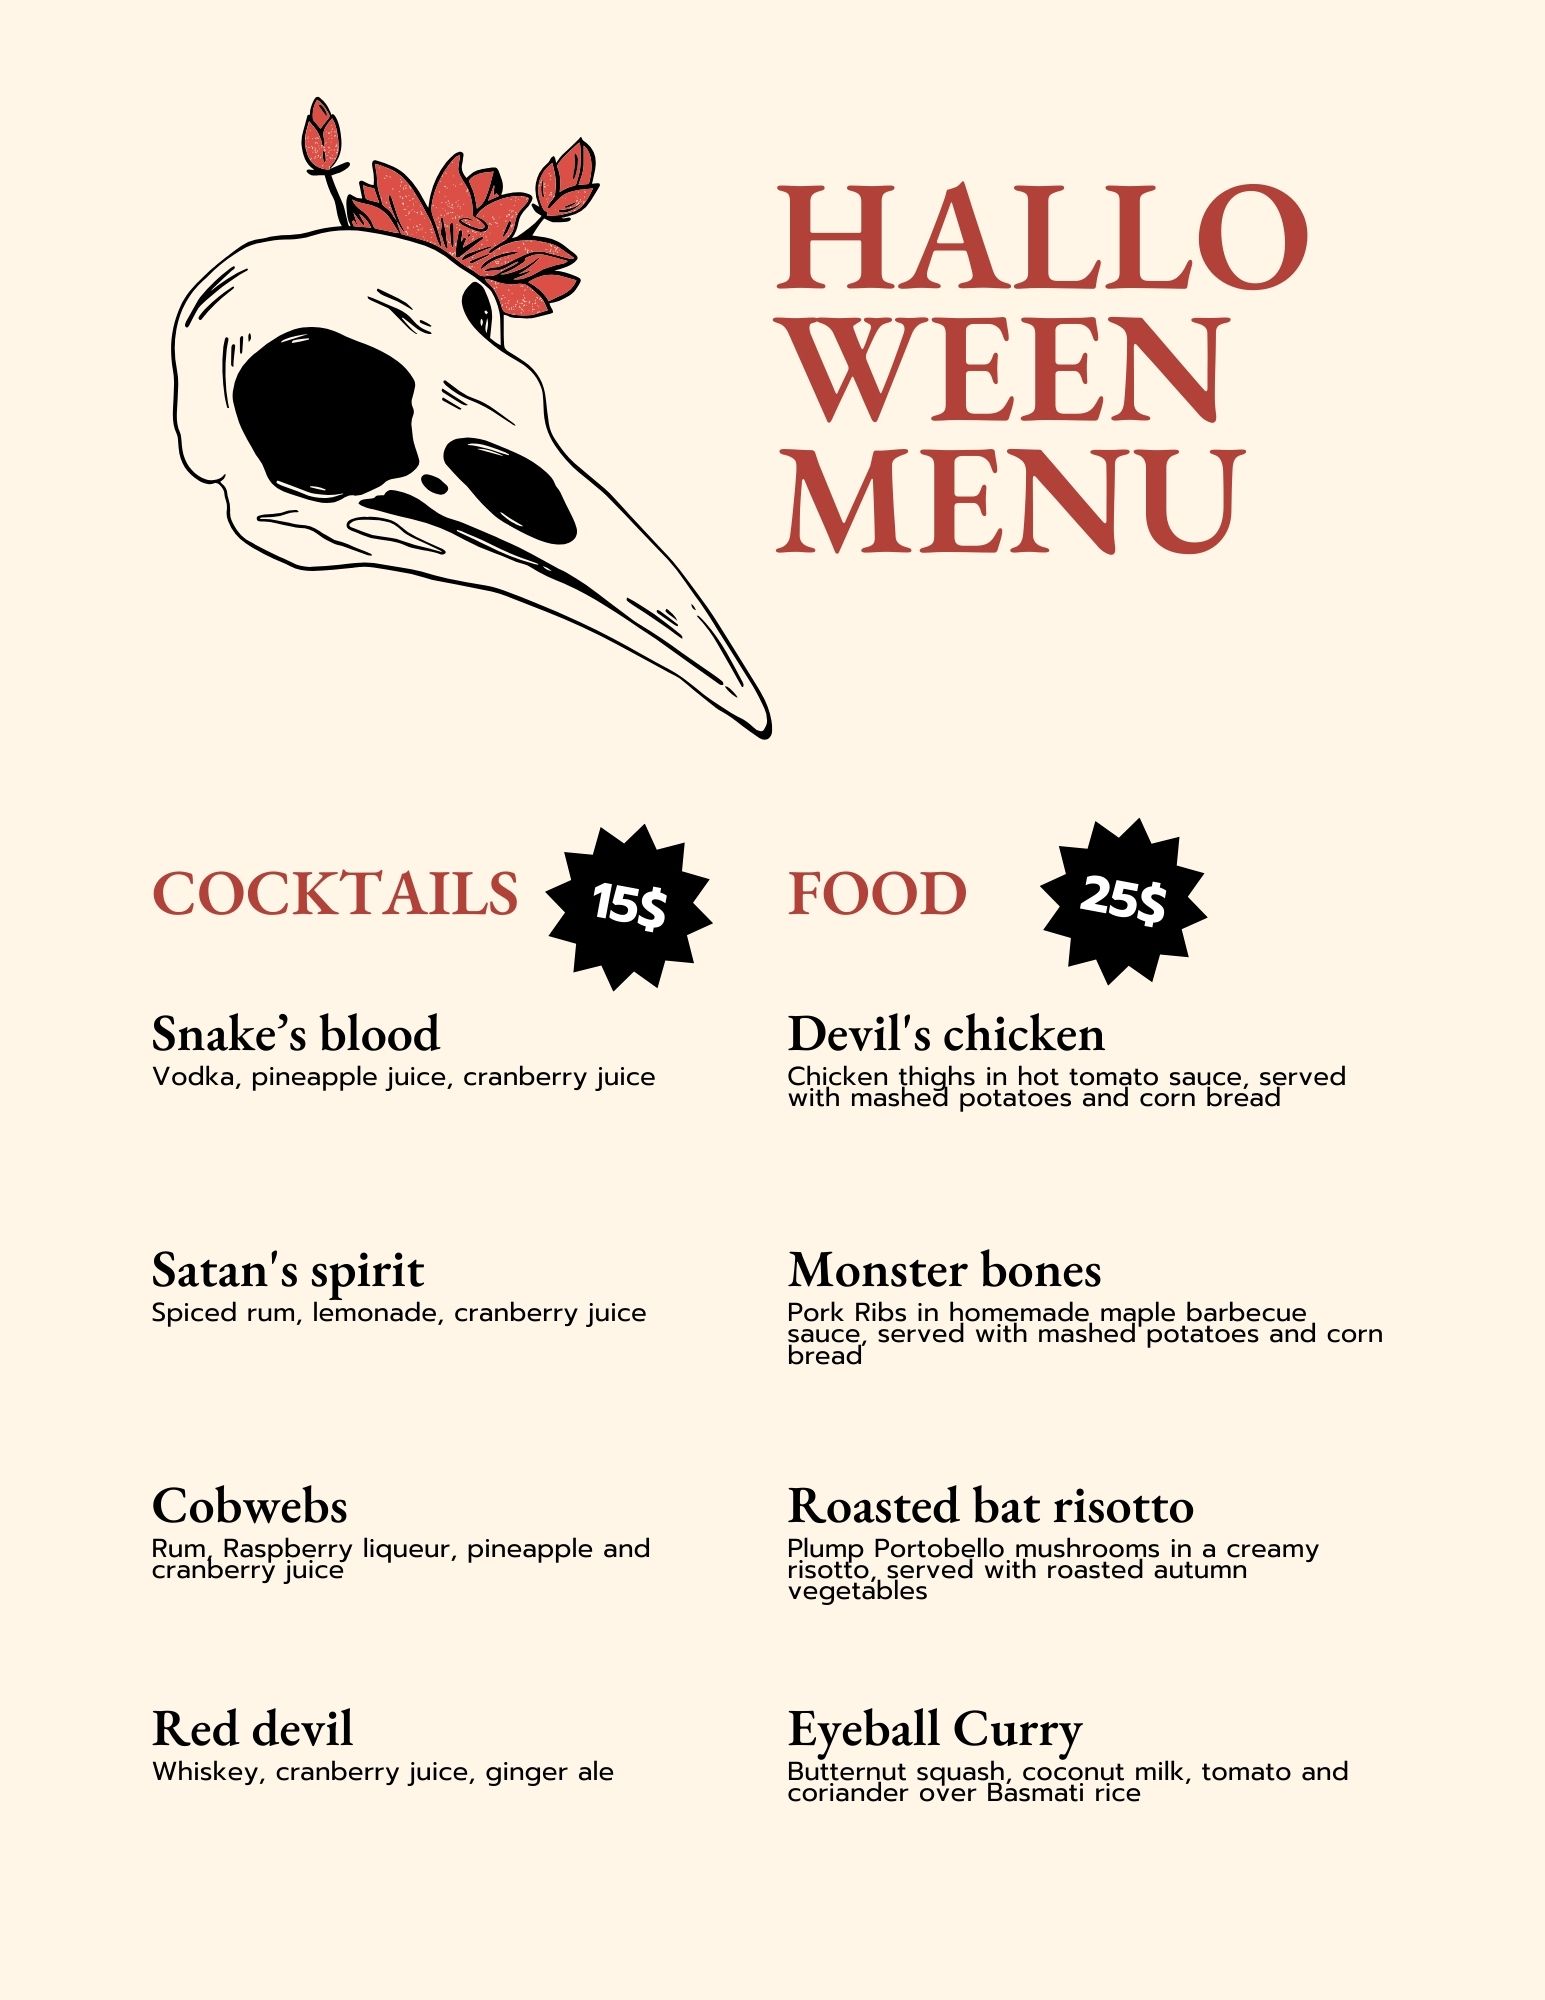 HALLO
WEEN
MENU
COCKTAILS
15$
Snake’s blood
Vodka, pineapple juice, cranberry juice
Satan's spirit
Spiced rum, lemonade, cranberry juice
Cobwebs
Rum, Raspberry liqueur, pineapple and
cranberry juice
Red devil
Whiskey, cranberry juice, ginger ale
FOOD
25$
Devil's chicken
Chicken thighs in hot tomato sauce, served
with mashed potatoes and corn bread
Monster bones
Pork Ribs in homemade maple barbecue
sauce, served with mashed potatoes and corn
bread
Roasted bat risotto
Plump Portobello mushrooms in a creamy
risotto, served with roasted autumn
vegetables
Eyeball Curry
Butternut squash, coconut milk, tomato and
coriander over Basmati rice